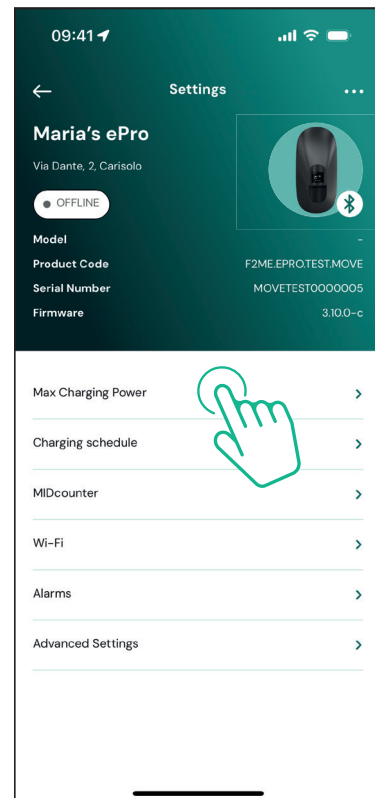 09:41
Settings
Maria's ePro
Via Dante, 2, Carisolo
OFFLINE
Model -
Product Code F2ME.EPRO.TEST.MOVE
Serial Number MOVETEST0000005
Firmware 3.10.0-c
Max Charging Power
Charging schedule
MIDcounter
Wi-Fi
Alarms
Advanced Settings